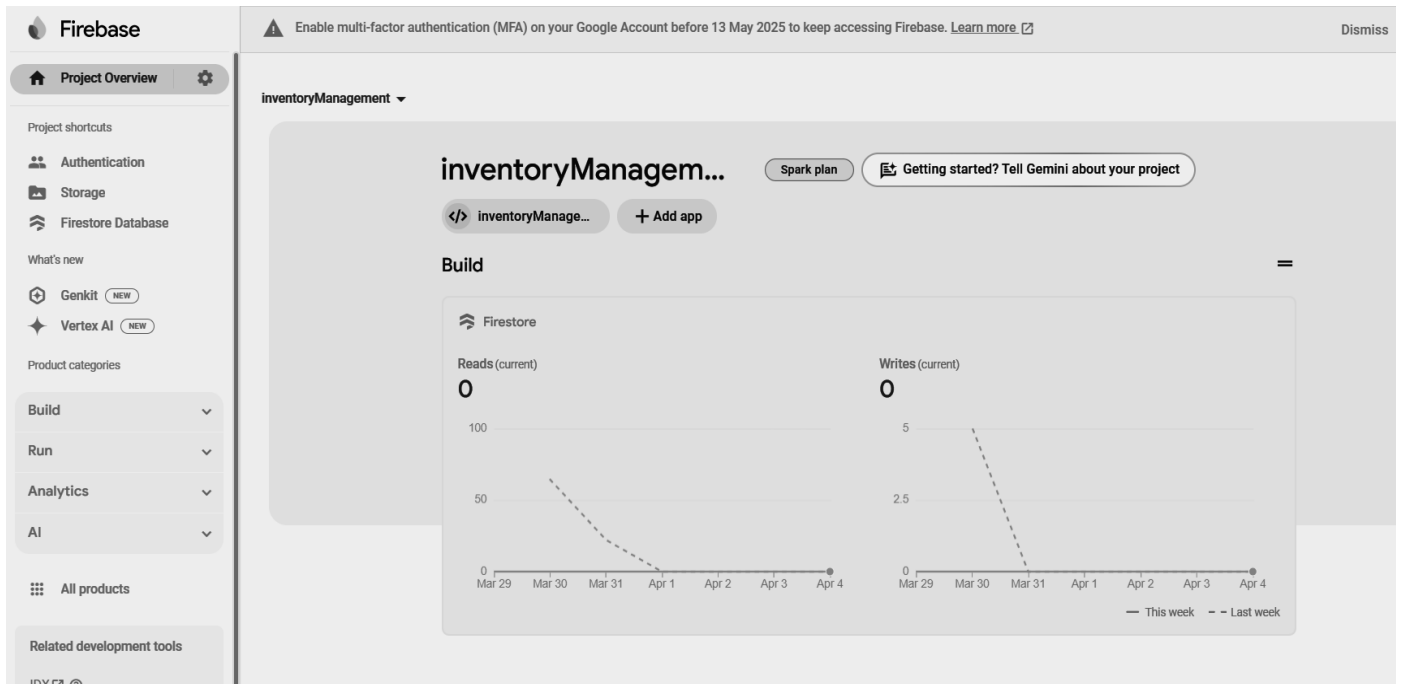 Firebase
Enable multi-factor authentication (MFA) on your Google Account before 13 May 2025 to keep accessing Firebase. Learn more
Dismiss
Project Overview
Project shortcuts
Authentication
Storage
Firestore Database
What's new
Genkit NEW
Vertex AI NEW
Product categories
Build
Run
Analytics
AI
All products
Related development tools
IDX
inventoryManagement
inventoryManagem...
Spark plan
Getting started? Tell Gemini about your project
</> inventoryManage...
+ Add app
Build
Firestore
Reads (current)
0
100
50
0
Mar 29 Mar 30 Mar 31 Apr 1 Apr 2 Apr 3 Apr 4
Writes (current)
0
5
2.5
0
Mar 29 Mar 30 Mar 31 Apr 1 Apr 2 Apr 3 Apr 4
This week Last week